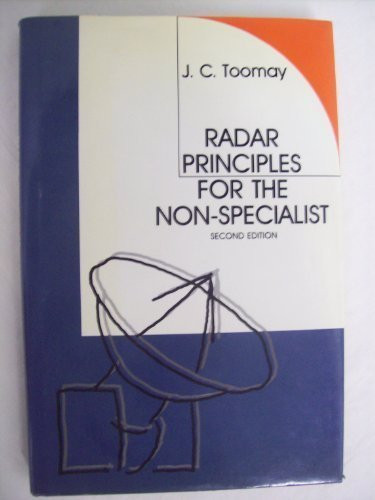 J. C. Toomay
RADAR
PRINCIPLES
FOR THE
NON-SPECIALIST
SECOND EDITION